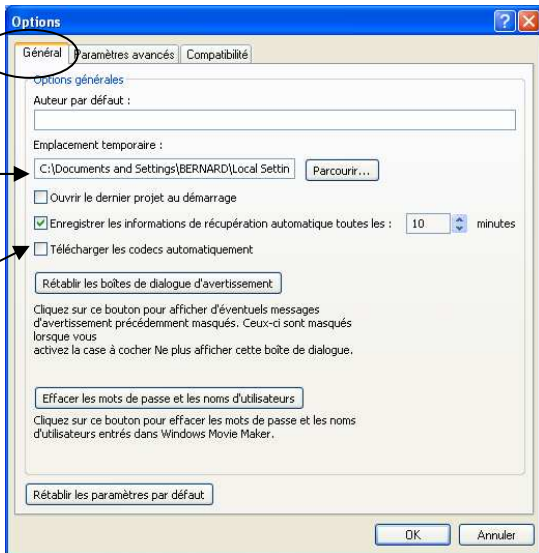 Options
Général Paramètres avancés Compatibilité
Options générales
Auteur par défaut :
Emplacement temporaire :
C:\Documents and Settings\BERNARD\Local Settin Parcourir...
Ouvrir le dernier projet au démarrage
Enregistrer les informations de récupération automatique toutes les : 10 minutes
Télécharger les codecs automatiquement
Rétablir les boîtes de dialogue d'avertissement
Cliquez sur ce bouton pour afficher d'éventuels messages
d'avertissement précédemment masqués. Ceux-ci sont masqués
lorsque vous
activez la case à cocher Ne plus afficher cette boîte de dialogue.
Effacer les mots de passe et les noms d'utilisateurs
Cliquez sur ce bouton pour effacer les mots de passe et les noms
d'utilisateurs entrés dans Windows Movie Maker.
Rétablir les paramètres par défaut
OK Annuler